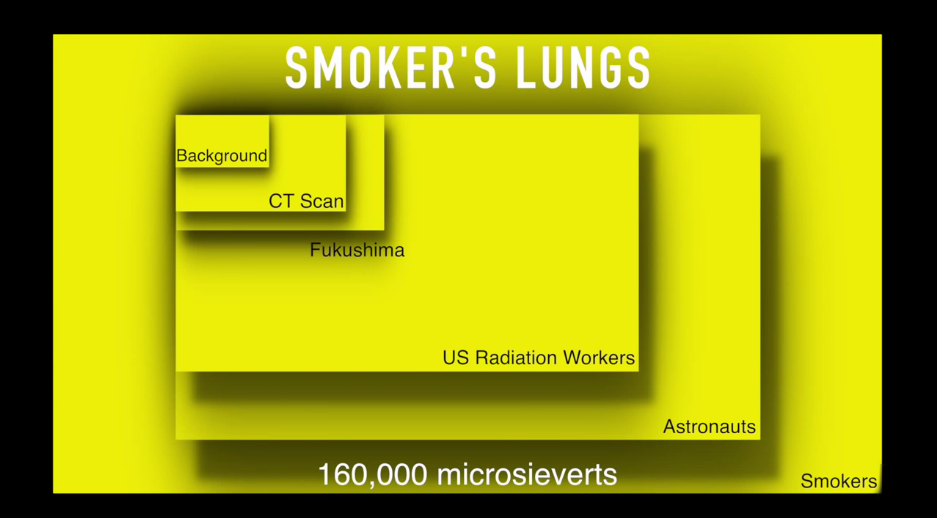 SMOKER'S LUNGS
Background
CT Scan
Fukushima
US Radiation Workers
Astronauts
160,000 microsieverts
Smokers